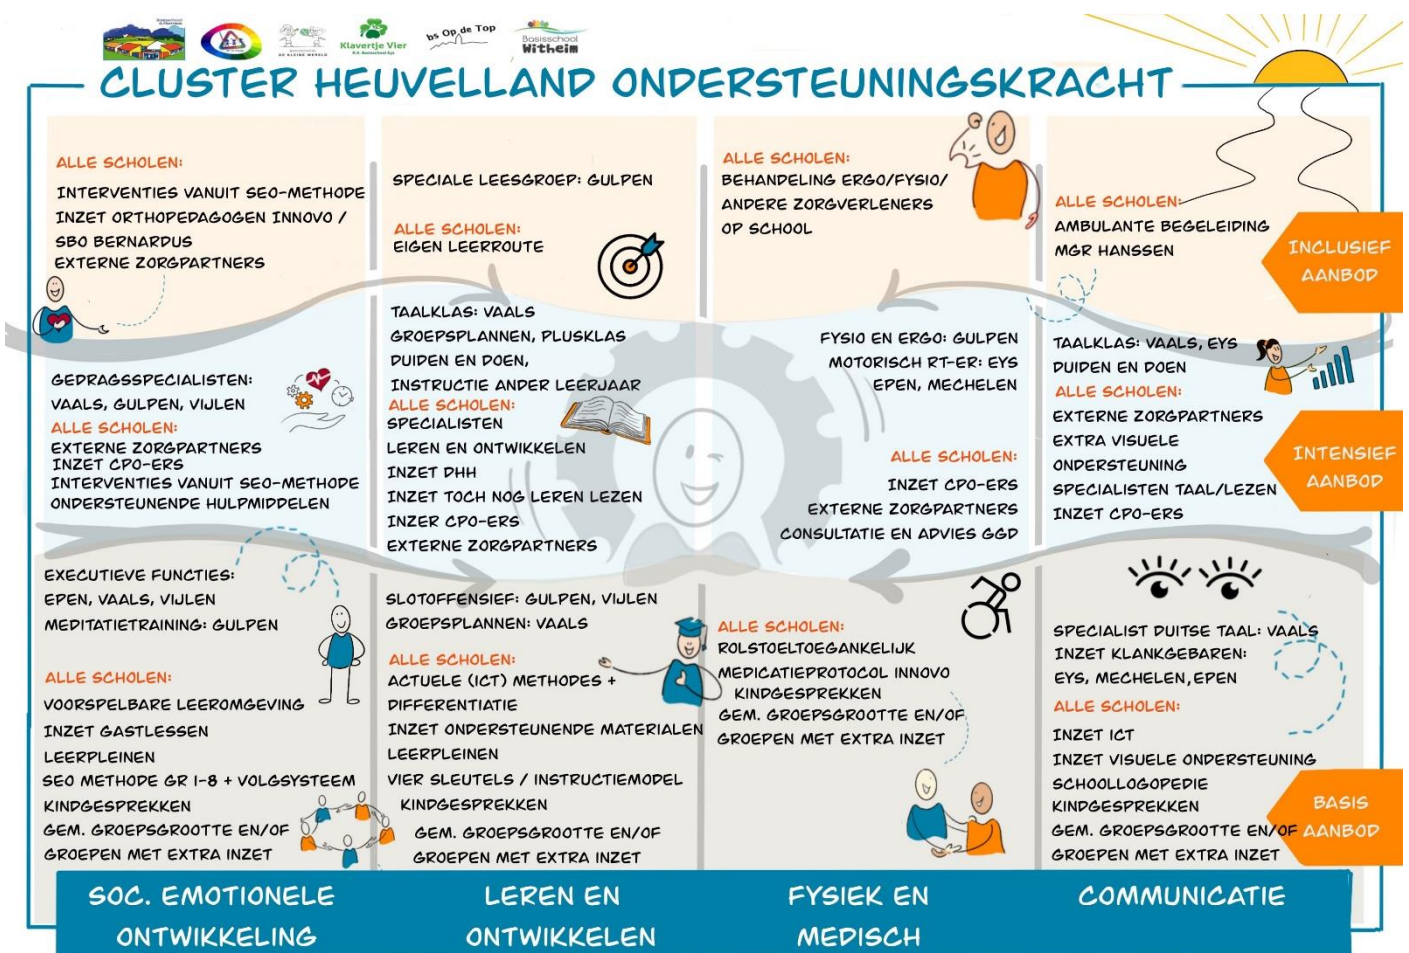 Klavertje Vier
R.K. Basisschool Eys
bs Op de Top
Basisschool
Witheim
DE KLEINE WERELD
CLUSTER HEUVELLAND ONDERSTEUNINGSKRACHT
ALLE SCHOLEN:
INTERVENTIES VANUIT SEO-METHODE
INZET ORTHOPEDAGOGEN INNOVO /
SBO BERNARDUS
EXTERNE ZORGPARTNERS
SPECIALE LEESGROEP: GULPEN
ALLE SCHOLEN:
EIGEN LEERROUTE
ALLE SCHOLEN:
BEHANDELING ERGO/FYSIO/
ANDERE ZORGVERLENERS
OP SCHOOL
ALLE SCHOLEN:
AMBULANTE BEGELEIDING
MGR HANSSEN
INCLUSIEF
AANBOD
GEDRAGSSPECIALISTEN:
VAALS, GULPEN, VIJLEN
ALLE SCHOLEN:
EXTERNE ZORGPARTNERS
INZET CPO-ERS
INTERVENTIES VANUIT SEO-METHODE
ONDERSTEUNENDE HULPMIDDELEN
TAALKLAS: VAALS
GROEPSPLANNEN, PLUSKLAS
DUIDEN EN DOEN,
INSTRUCTIE ANDER LEERJAAR
ALLE SCHOLEN:
SPECIALISTEN
LEREN EN ONTWIKKELEN
INZET DHH
INZET TOCH NOG LEREN LEZEN
INZER CPO-ERS
EXTERNE ZORGPARTNERS
FYSIO EN ERGO: GULPEN
MOTORISCH RT-ER: EYS
EPEN, MECHELEN
ALLE SCHOLEN:
INZET CPO-ERS
EXTERNE ZORGPARTNERS
CONSULTATIE EN ADVIES GGD
TAALKLAS: VAALS, EYS
DUIDEN EN DOEN
ALLE SCHOLEN:
EXTERNE ZORGPARTNERS
EXTRA VISUELE
ONDERSTEUNING
SPECIALISTEN TAAL/LEZEN
INZET CPO-ERS
INTENSIEF
AANBOD
EXECUTIEVE FUNCTIES:
EPEN, VAALS, VIJLEN
MEDITATIETRAINING: GULPEN
ALLE SCHOLEN:
VOORSPELBARE LEEROMGEVING
INZET GASTLESSEN
LEERPLEINEN
SEO METHODE GR 1-8 + VOLGSYSTEEM
KINDGESPREKKEN
GEM. GROEPSGROOTTE EN/OF
GROEPEN MET EXTRA INZET
SLOTOFFENSIEF: GULPEN, VIJLEN
GROEPSPLANNEN: VAALS
ALLE SCHOLEN:
ACTUELE (ICT) METHODES +
DIFFERENTIATIE
INZET ONDERSTEUNENDE MATERIALEN
LEERPLEINEN
VIER SLEUTELS / INSTRUCTIEMODEL
KINDGESPREKKEN
GEM. GROEPSGROOTTE EN/OF
GROEPEN MET EXTRA INZET
ALLE SCHOLEN:
ROLSTOELTOEGANKELIJK
MEDICATIEPROTOCOL INNOVO
KINDGESPREKKEN
GEM. GROEPSGROOTTE EN/OF
GROEPEN MET EXTRA INZET
SPECIALIST DUITSE TAAL: VAALS
INZET KLANKGEBAREN:
EYS, MECHELEN, EPEN
ALLE SCHOLEN:
INZET ICT
INZET VISUELE ONDERSTEUNING
SCHOOLLOGOPEDIE
KINDGESPREKKEN
GEM. GROEPSGROOTTE EN/OF
GROEPEN MET EXTRA INZET
BASIS
AANBOD
SOC. EMOTIONELE
ONTWIKKELING
LEREN EN
ONTWIKKELEN
FYSIEK EN
MEDISCH
COMMUNICATIE